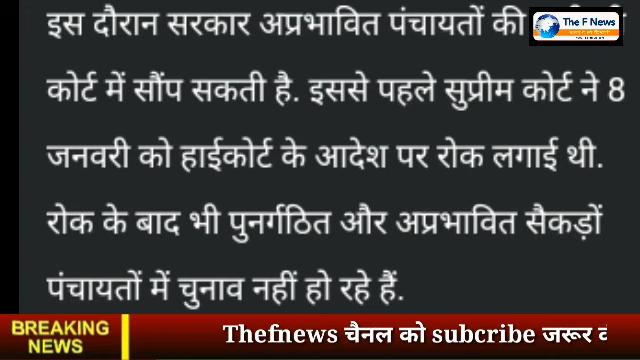 इस दौरान सरकार अप्रभावित पंचायतों की
The F News
कोर्ट में सौंप सकती है. इससे पहले सुप्रीम कोर्ट ने 8
जनवरी को हाईकोर्ट के आदेश पर रोक लगाई थी.
रोक के बाद भी पुनर्गठित और अप्रभावित सैकड़ों
पंचायतों में चुनाव नहीं हो रहे हैं.
BREAKING
NEWS
Thefnews चैनल को subcribe जरूर